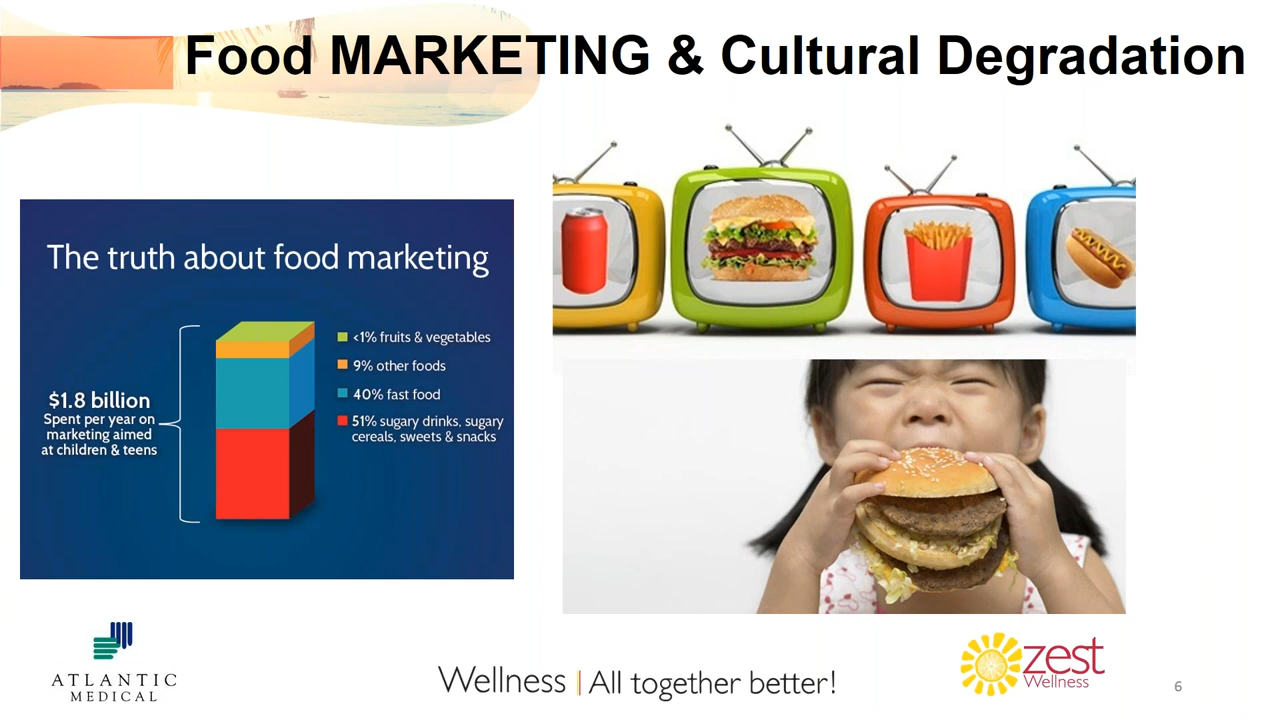 Food MARKETING & Cultural Degradation
The truth about food marketing
$1.8 billion
Spent per year on
marketing aimed
at children & teens
<1% fruits & vegetables
9% other foods
40% fast food
51% sugary drinks, sugary
cereals, sweets & snacks
ATLANTIC
MEDICAL
Wellness | All together better!
zest
Wellness
6